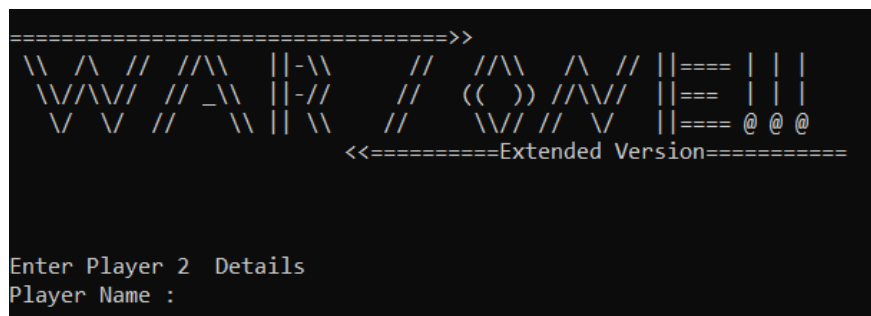 ==================================>>
 \\ /\ // //\\ ||-\\ // //\\ /\ // ||==== | | |
 \\/\\// // _\\ ||-// // (( )) //\\// ||=== | | |
 \/ \/ // \\ || \\ // \\// // \/ ||==== @ @ @
<<==========Extended Version===========
Enter Player 2 Details
Player Name :